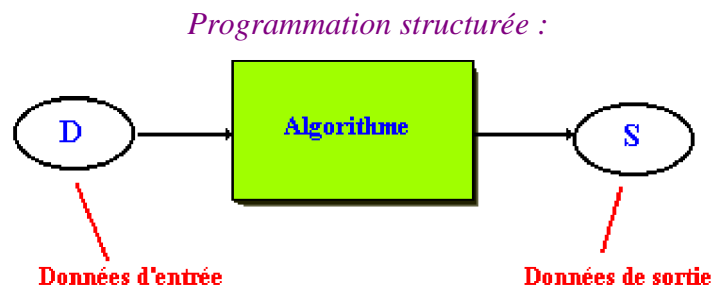 Programmation structurée :
D
Algorithme
S
Données d'entrée
Données de sortie